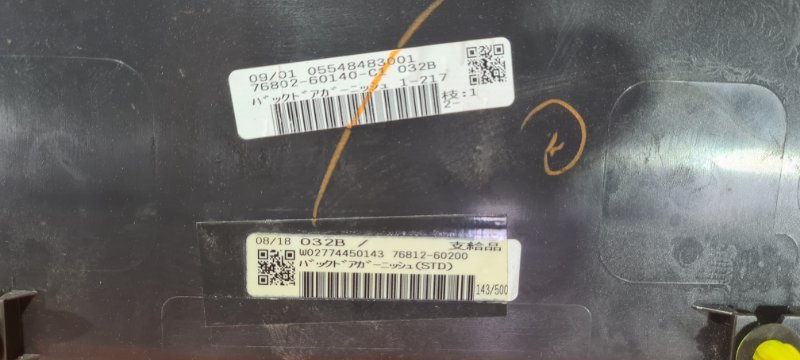 09/01 05548483001
76802-60140-C1 032B
バックドアガーニッシュ 1-217
枝:1
2-
08/18 032B / 支給品
W02774450143 76812-60200
バックドアガーニッシュ(STD)
143/500